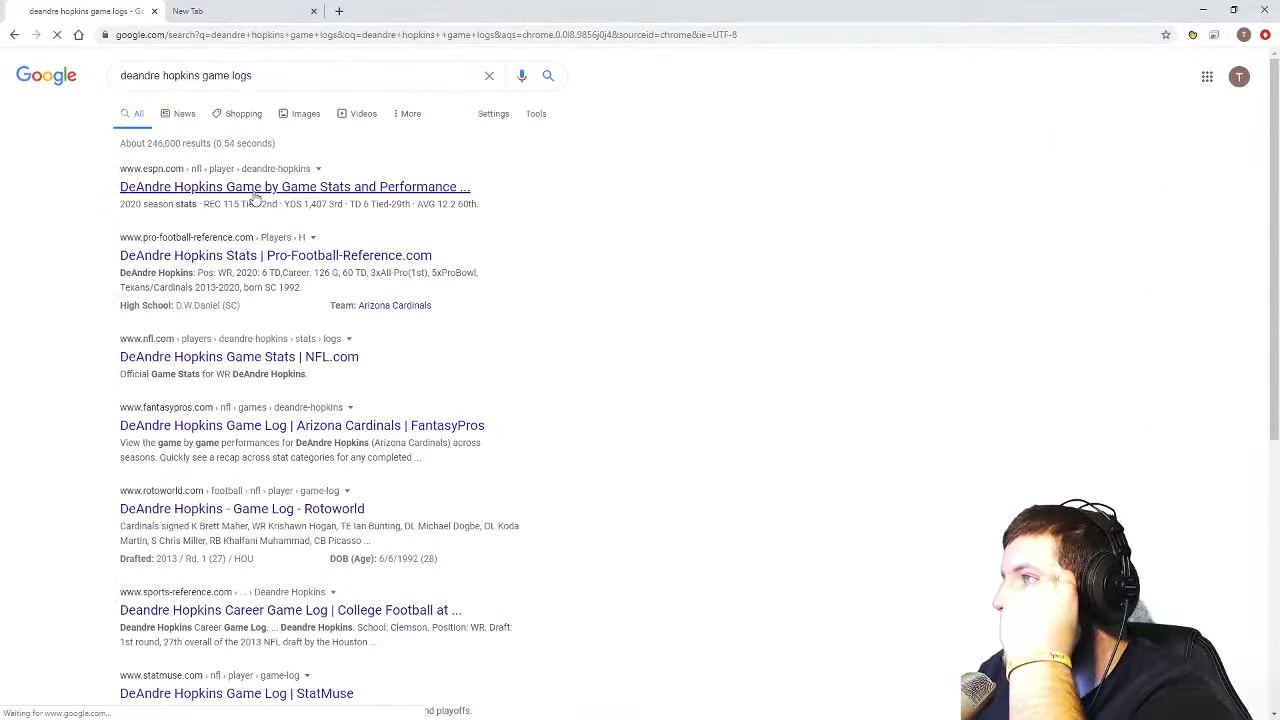 deandre hopkins game logs - Go
New Tab
google.com/search?q=deandre+hopkins+game+logs&oq=deandre+hopkins++game+logs&aqs=chrome.0.0l8.9856j0j4&sourceid=chrome&ie=UTF-8
T
Google
deandre hopkins game logs
T
All
News
Shopping
Images
Videos
More
Settings
Tools
About 246,000 results (0.54 seconds)
www.espn.com › nfl › player › deandre-hopkins
DeAndre Hopkins Game by Game Stats and Performance ...
2020 season stats · REC 115 Tied-2nd · YDS 1,407 3rd · TD 6 Tied-29th · AVG 12.2 60th.
www.pro-football-reference.com › Players › H
DeAndre Hopkins Stats | Pro-Football-Reference.com
DeAndre Hopkins: Pos: WR, 2020: 6 TD,Career: 126 G, 60 TD, 3xAll-Pro(1st), 5xProBowl,
Texans/Cardinals 2013-2020, born SC 1992.
High School: D.W.Daniel (SC)
Team: Arizona Cardinals
www.nfl.com › players › deandre-hopkins › stats › logs
DeAndre Hopkins Game Stats | NFL.com
Official Game Stats for WR DeAndre Hopkins.
www.fantasypros.com › nfl › games › deandre-hopkins
DeAndre Hopkins Game Log | Arizona Cardinals | FantasyPros
View the game by game performances for DeAndre Hopkins (Arizona Cardinals) across
seasons. Quickly see a recap across stat categories for any completed ...
www.rotoworld.com › football › nfl › player › game-log
DeAndre Hopkins - Game Log - Rotoworld
Cardinals signed K Brett Maher, WR Krishawn Hogan, TE Ian Bunting, DL Michael Dogbe, OL Koda
Martin, S Chris Miller, RB Khalfani Muhammad, CB Picasso ...
Drafted: 2013 / Rd. 1 (27) / HOU
DOB (Age): 6/6/1992 (28)
www.sports-reference.com › ... › Deandre Hopkins
Deandre Hopkins Career Game Log | College Football at ...
Deandre Hopkins Career Game Log. ... Deandre Hopkins. School: Clemson. Position: WR. Draft:
1st round, 27th overall of the 2013 NFL draft by the Houston ...
www.statmuse.com › nfl › player › game-log
DeAndre Hopkins Game Log | StatMuse
nd playoffs.
Waiting for www.google.com...